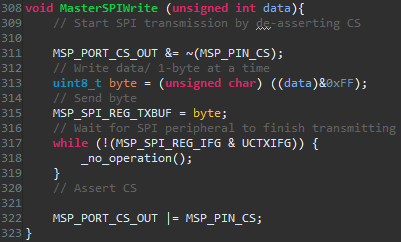 308 void MasterSPIWrite (unsigned int data){
309     // Start SPI transmission by de-asserting CS
310
311     MSP_PORT_CS_OUT &= ~(MSP_PIN_CS);
312     // Write data/ 1-byte at a time
313     uint8_t byte = (unsigned char) ((data)&0xFF);
314     // Send byte
315     MSP_SPI_REG_TXBUF = byte;
316     // Wait for SPI peripheral to finish transmitting
317     while (!(MSP_SPI_REG_IFG & UCTXIFG)) {
318         _no_operation();
319     }
320     // Assert CS
321
322     MSP_PORT_CS_OUT |= MSP_PIN_CS;
323 }